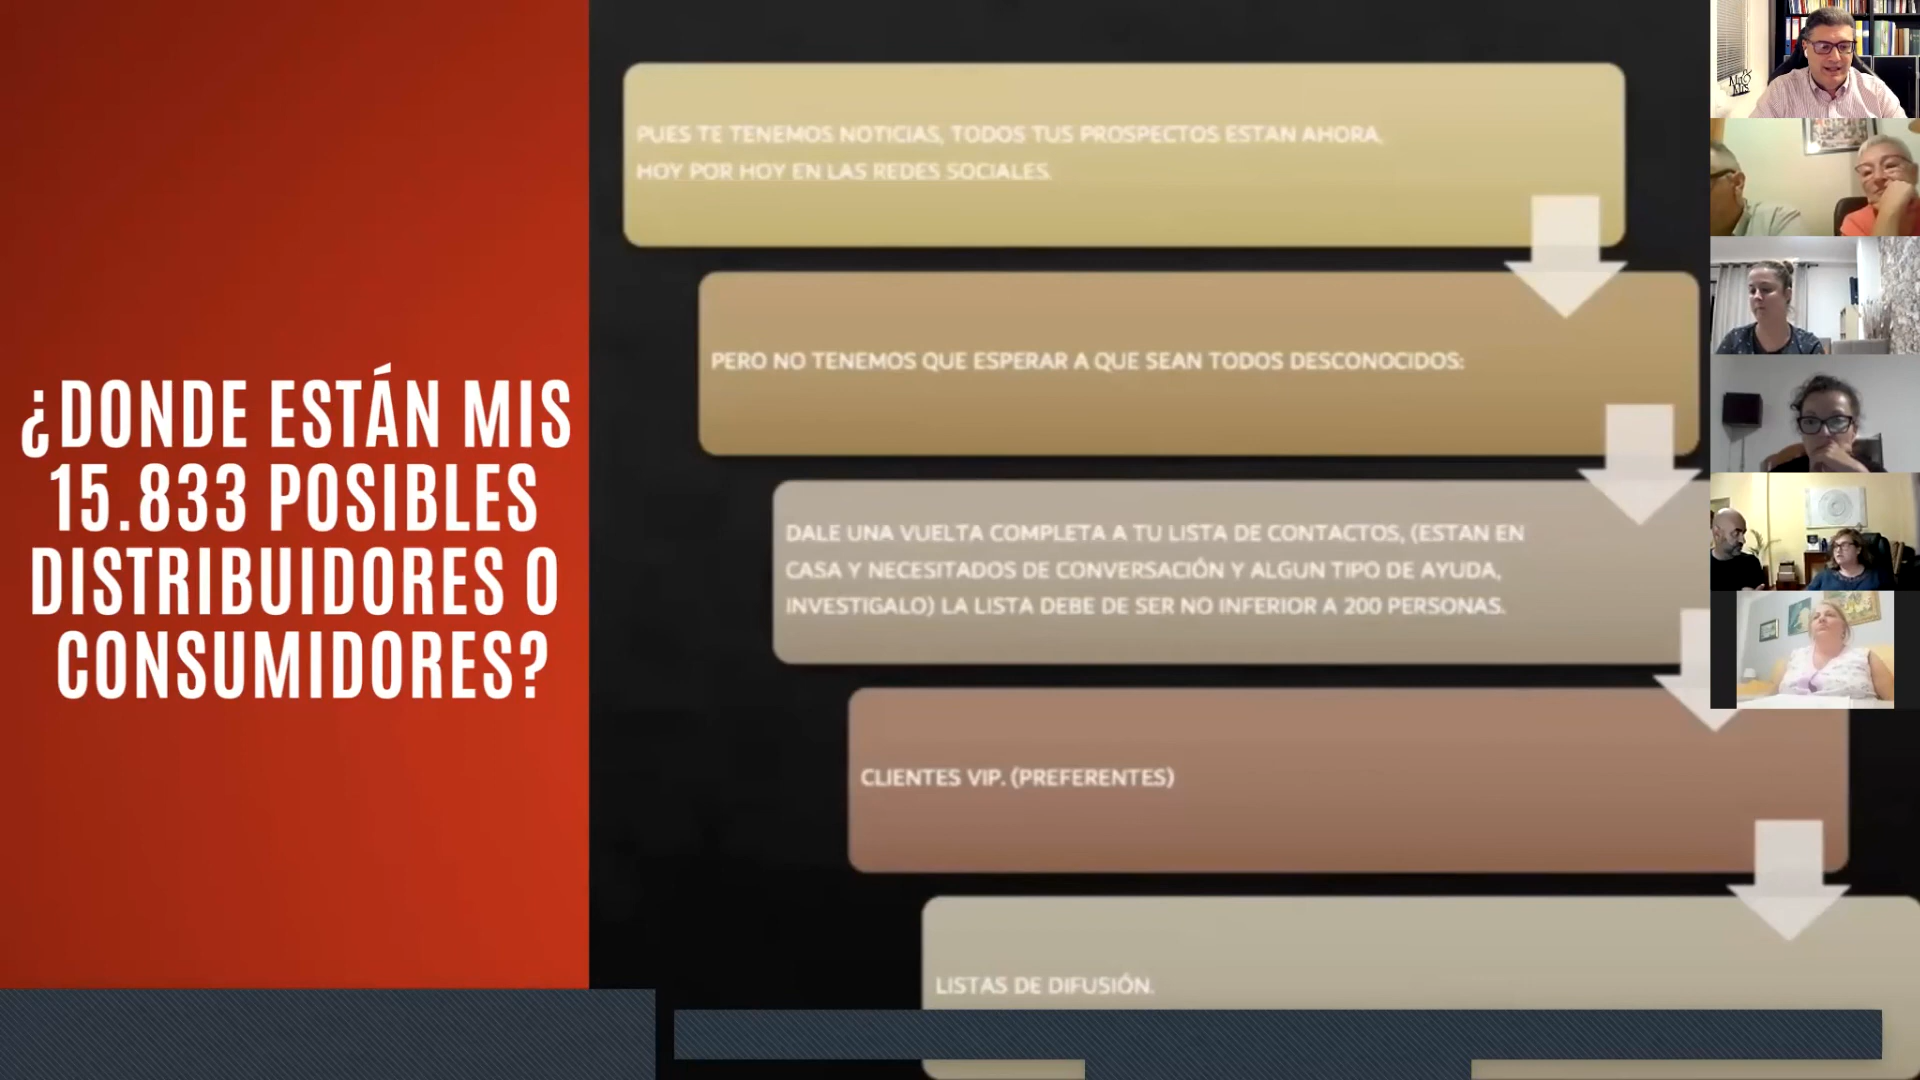 ¿DONDE ESTÁN MIS
15.833 POSIBLES
DISTRIBUIDORES O
CONSUMIDORES?
PUES TE TENEMOS NOTICIAS, TODOS TUS PROSPECTOS ESTAN AHORA,
HOY POR HOY EN LAS REDES SOCIALES.
PERO NO TENEMOS QUE ESPERAR A QUE SEAN TODOS DESCONOCIDOS:
DALE UNA VUELTA COMPLETA A TU LISTA DE CONTACTOS, (ESTAN EN
CASA Y NECESITADOS DE CONVERSACIÓN Y ALGUN TIPO DE AYUDA,
INVESTIGALO) LA LISTA DEBE DE SER NO INFERIOR A 200 PERSONAS.
CLIENTES VIP. (PREFERENTES)
LISTAS DE DIFUSIÓN.